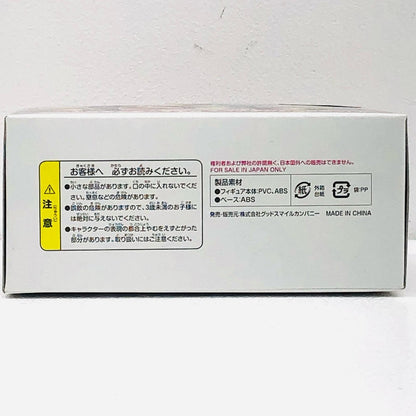 お客様へ 必ずお読みください。
注意
●小さな部品があります。口の中に入れないでください。窒息などの危険があります。
●誤飲の危険がありますので、3歳未満のお子様には絶対に与えないでください。
●キャラクターの表現の都合上やむをえずとがった部分があります。取り扱いにはご注意ください。
権利者および弊社の許諾無く、日本国外への販売はできません。
FOR SALE IN JAPAN ONLY
製品素材
●フィギュア本体:PVC、ABS
●ベース:ABS
紙
外箱
台紙
プラ
袋:PP
発売・販売元:株式会社グッドスマイルカンパニー MADE IN CHINA